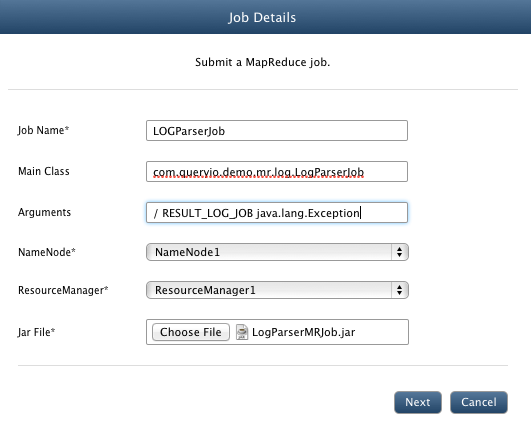 Job Details
Submit a MapReduce job.
Job Name* LOGParserJob
Main Class com.queryio.demo.mr.log.LogParserJob
Arguments / RESULT_LOG_JOB java.lang.Exception
NameNode* NameNode1
ResourceManager* ResourceManager1
Jar File* Choose File LogParserMRJob.jar
Next Cancel